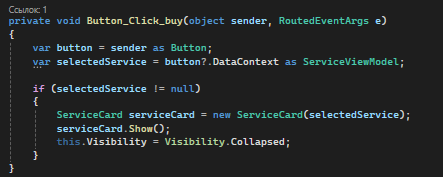 Ссылок: 1
private void Button_Click_buy(object sender, RoutedEventArgs e)
{
    var button = sender as Button;
    var selectedService = button?.DataContext as ServiceViewModel;

    if (selectedService != null)
    {
        ServiceCard serviceCard = new ServiceCard(selectedService);
        serviceCard.Show();
        this.Visibility = Visibility.Collapsed;
    }
}